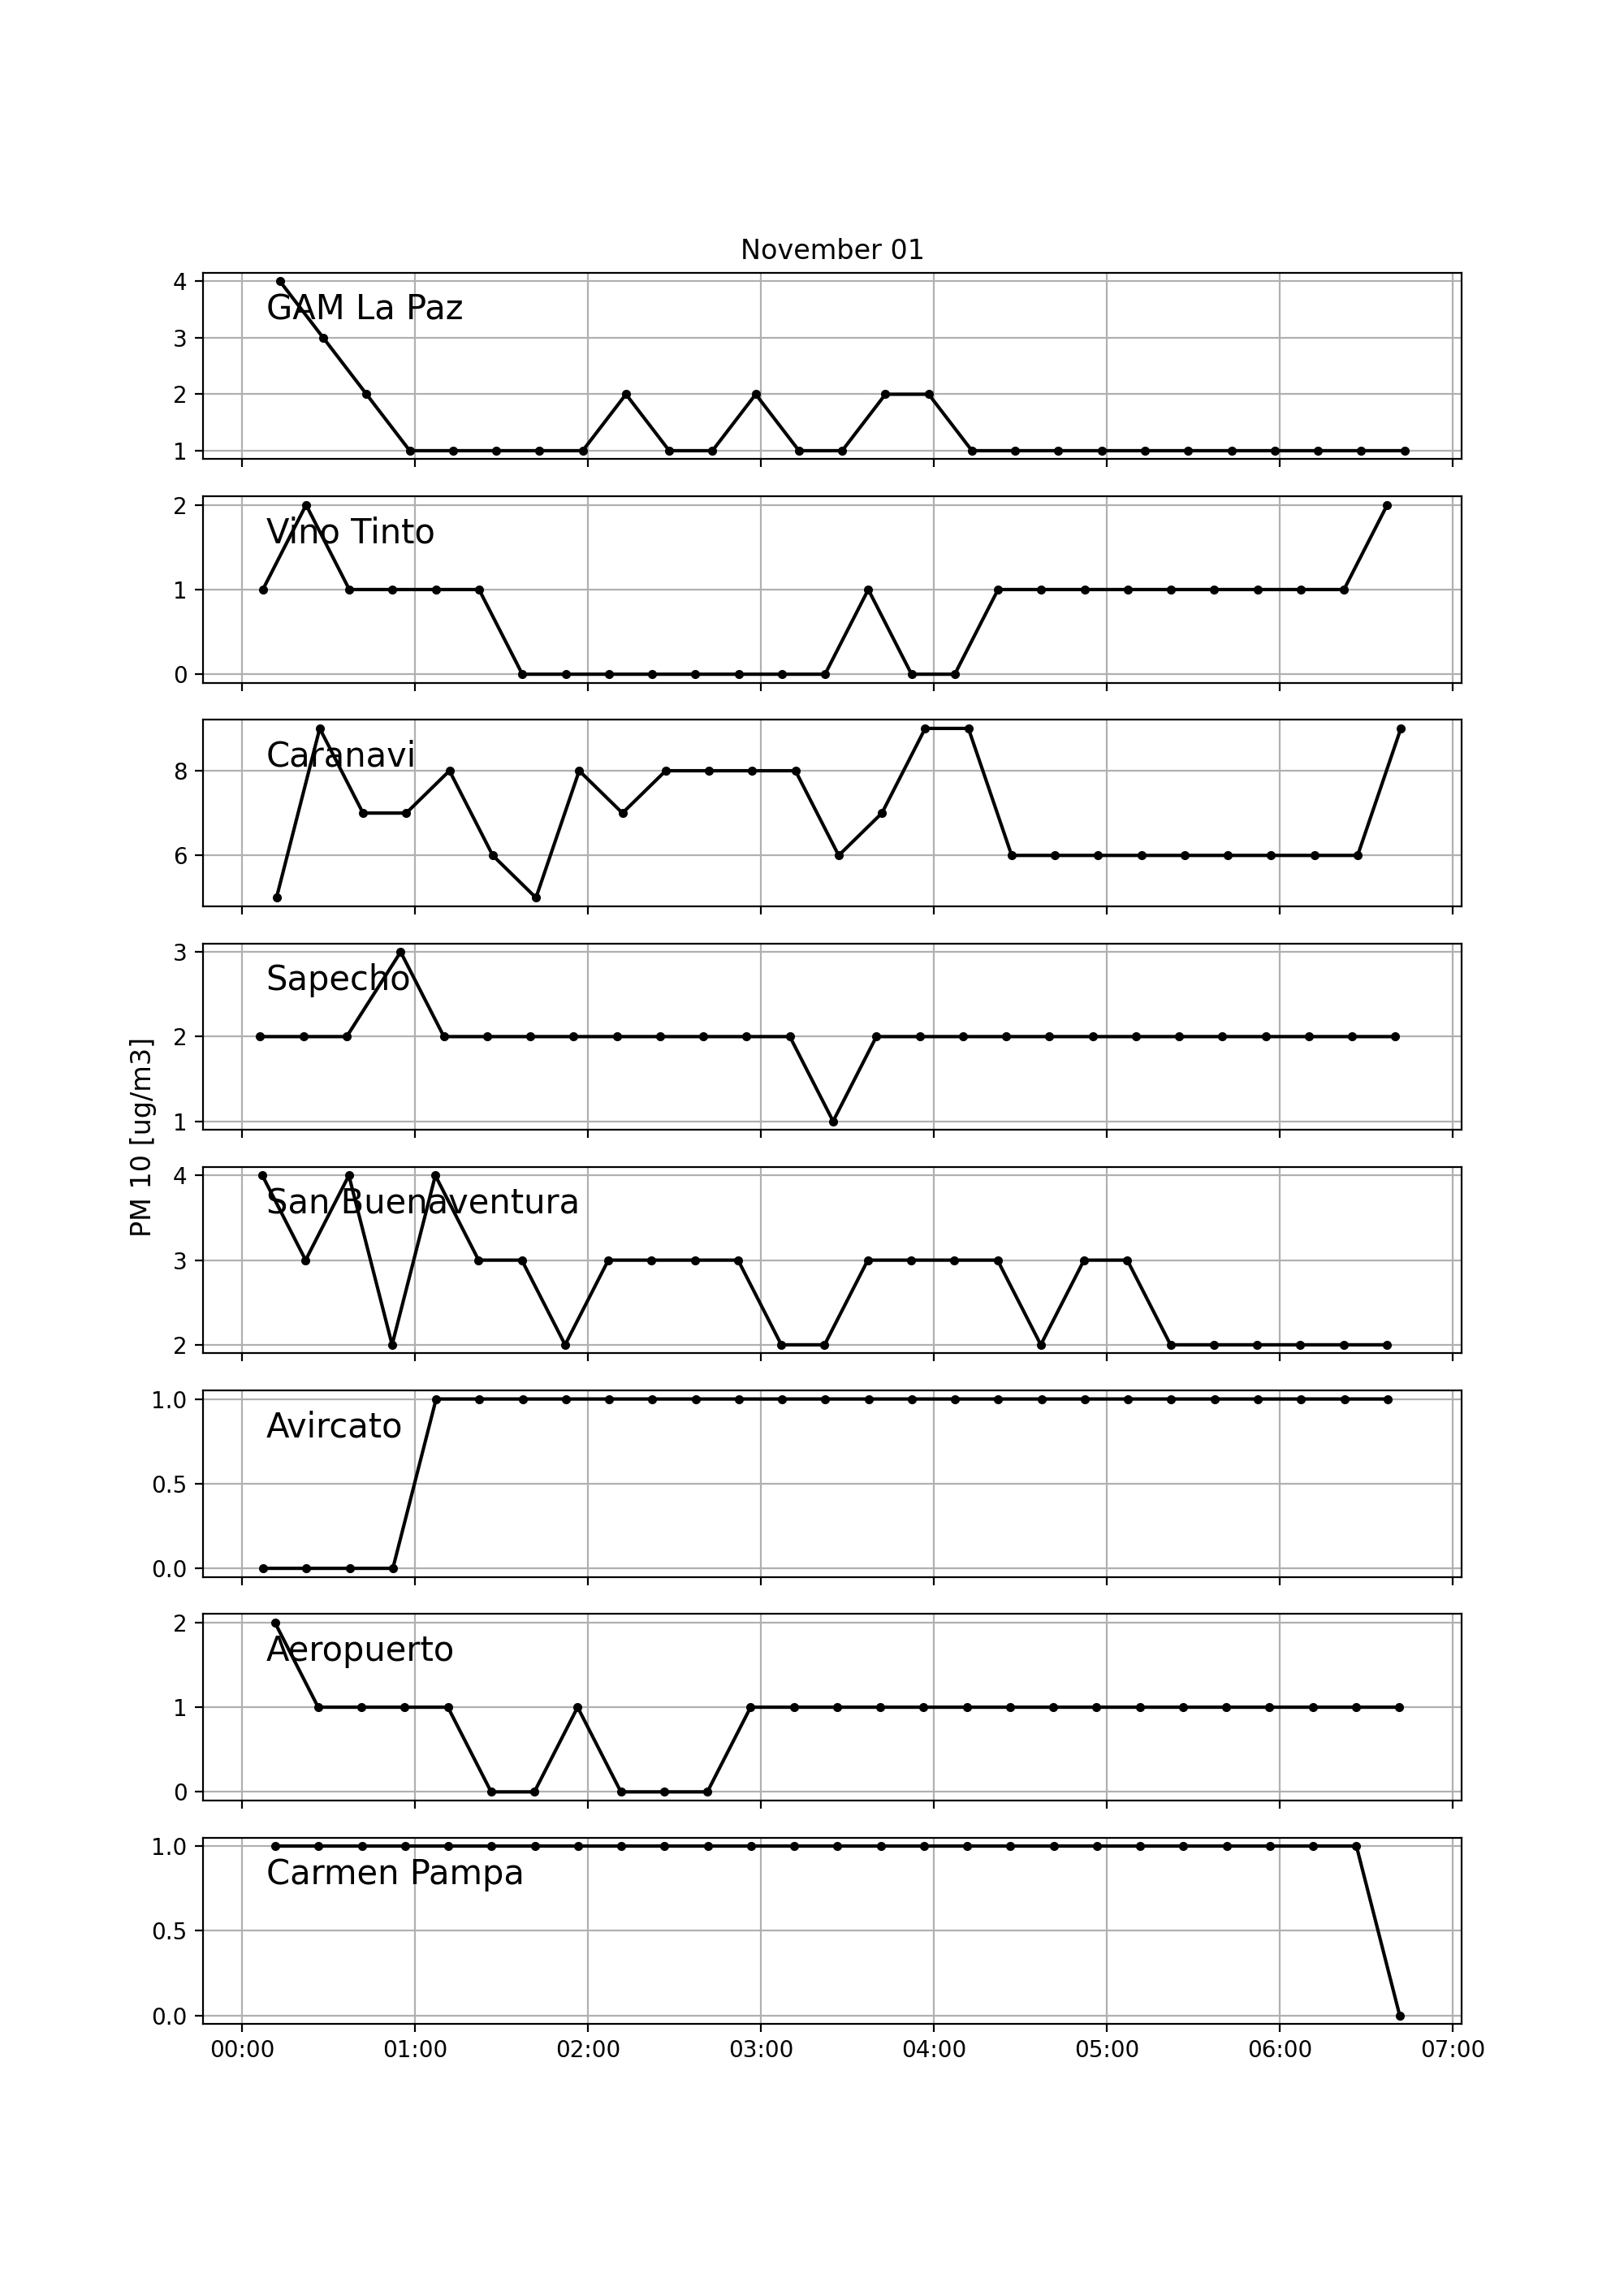 November 01
4
GAM La Paz
3
2
1
2
Vino Tinto
1
0
Caranavi
8
6
3
Sapecho
2
1
PM 10 [ug/m3]
4
San Buenaventura
3
2
1.0
Avircato
0.5
0.0
2
Aeropuerto
1
0
1.0
Carmen Pampa
0.5
0.0
00:00 01:00 02:00 03:00 04:00 05:00 06:00 07:00